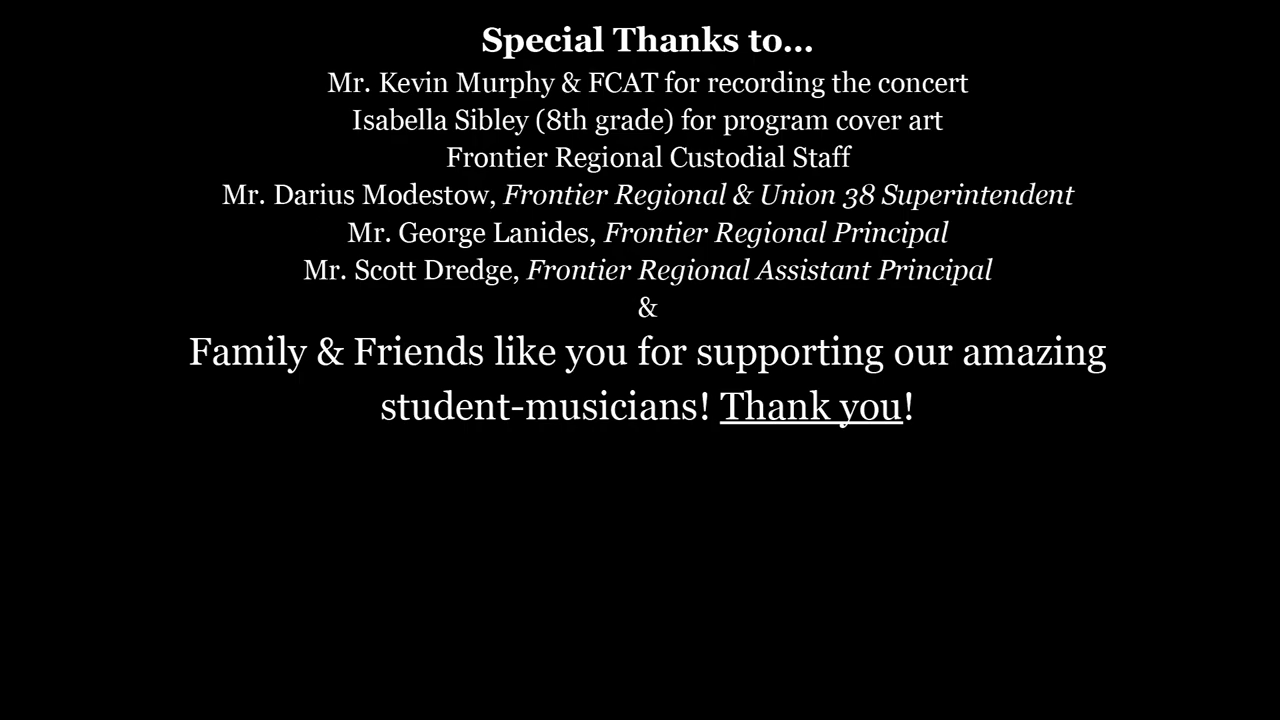 Special Thanks to...
Mr. Kevin Murphy & FCAT for recording the concert
Isabella Sibley (8th grade) for program cover art
Frontier Regional Custodial Staff
Mr. Darius Modestow, Frontier Regional & Union 38 Superintendent
Mr. George Lanides, Frontier Regional Principal
Mr. Scott Dredge, Frontier Regional Assistant Principal
&
Family & Friends like you for supporting our amazing
student-musicians! Thank you!